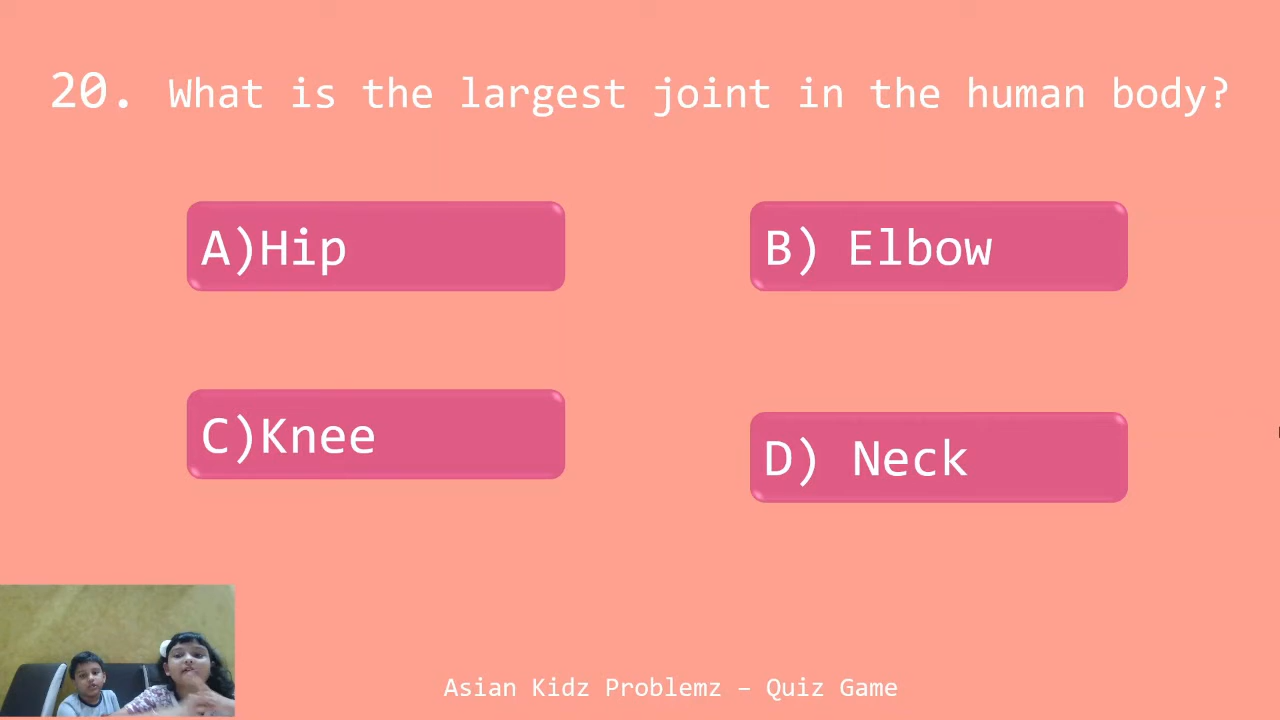 20. What is the largest joint in the human body?
A)Hip
B) Elbow
C)Knee
D) Neck
Asian Kidz Problemz – Quiz Game